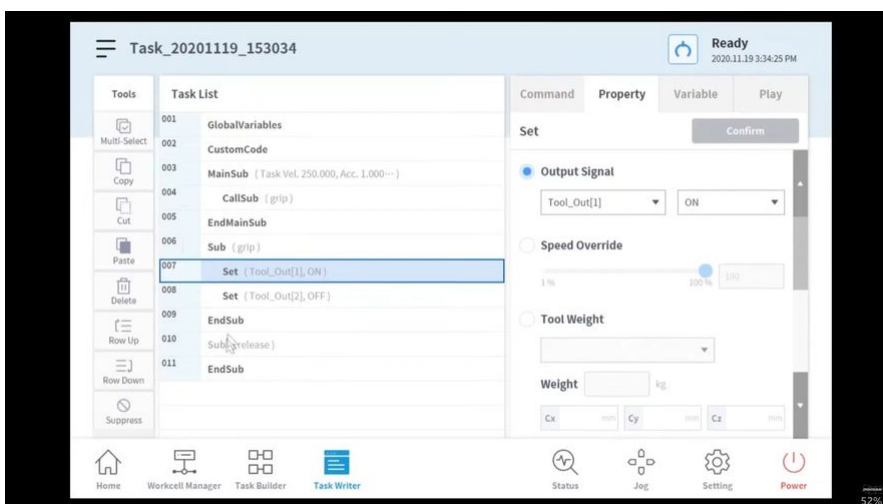 Task_20201119_153034
Ready
2020.11.19 3:34:25 PM
Tools
Multi-Select
Copy
Cut
Paste
Delete
Row Up
Row Down
Suppress
Task List
001 GlobalVariables
002 CustomCode
003 MainSub (Task Vel. 250.000, Acc. 1.000···)
004 CallSub (grip)
005 EndMainSub
006 Sub (grip)
007 Set (Tool_Out[1], ON)
008 Set (Tool_Out[2], OFF)
009 EndSub
010 Sub (release)
011 EndSub
Command Property Variable Play
Set Confirm
Output Signal
Tool_Out[1] ON
Speed Override
1 % 100 % 100
Tool Weight
Weight kg
Cx mm Cy mm Cz mm
Home Workcell Manager Task Builder Task Writer Status Jog Setting Power
52%